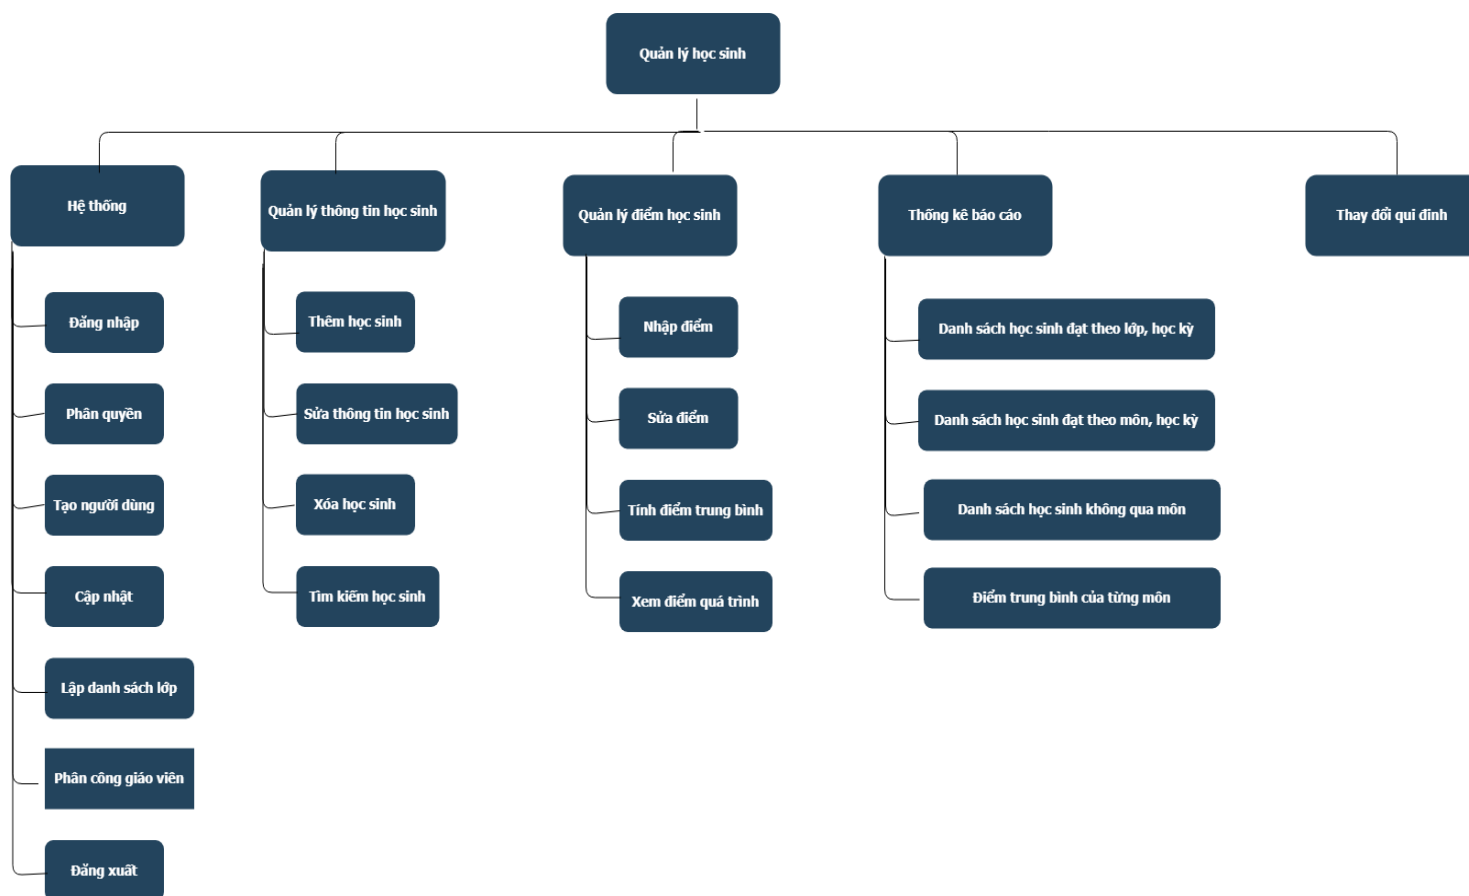 Quản lý học sinh
Hệ thống
Quản lý thông tin học sinh
Quản lý điểm học sinh
Thống kê báo cáo
Thay đổi qui đinh
Đăng nhập
Phân quyền
Tạo người dùng
Cập nhật
Lập danh sách lớp
Phân công giáo viên
Đăng xuất
Thêm học sinh
Sửa thông tin học sinh
Xóa học sinh
Tìm kiếm học sinh
Nhập điểm
Sửa điểm
Tính điểm trung bình
Xem điểm quá trình
Danh sách học sinh đạt theo lớp, học kỳ
Danh sách học sinh đạt theo môn, học kỳ
Danh sách học sinh không qua môn
Điểm trung bình của từng môn